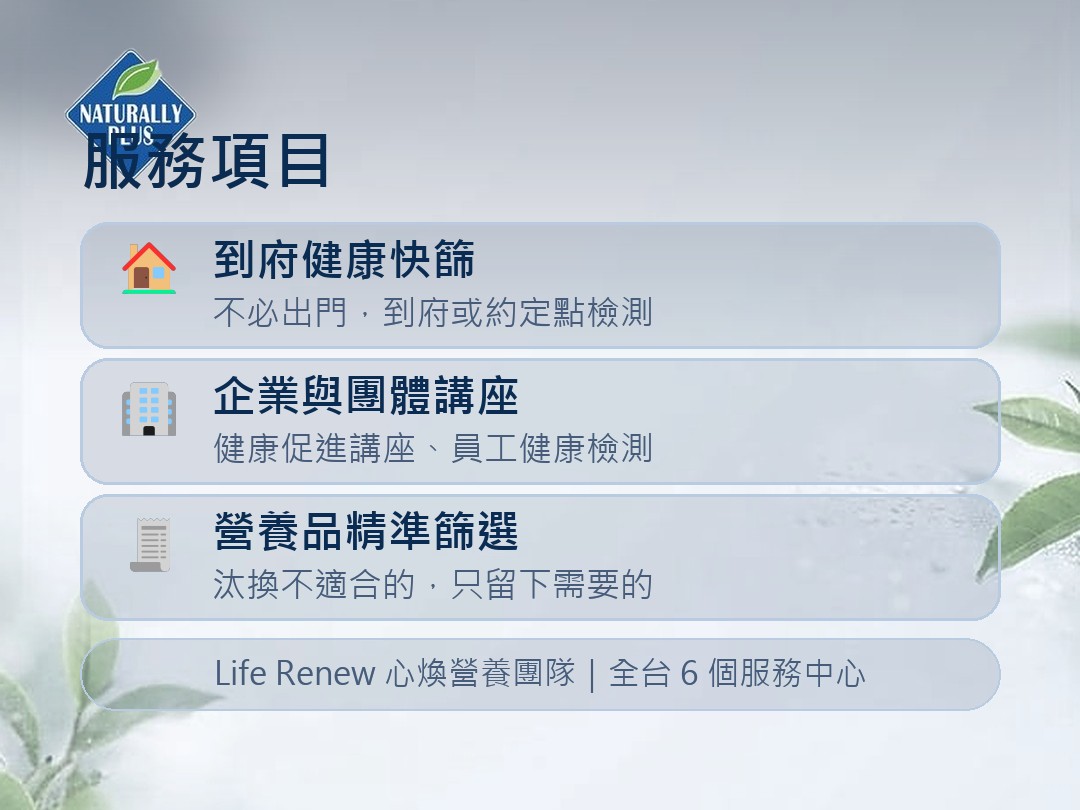 NATURALLY
PLUS
服務項目
到府健康快篩
不必出門，到府或約定點檢測
企業與團體講座
健康促進講座、員工健康檢測
營養品精準篩選
汰換不適合的，只留下需要的
Life Renew 心煥營養團隊｜全台 6 個服務中心